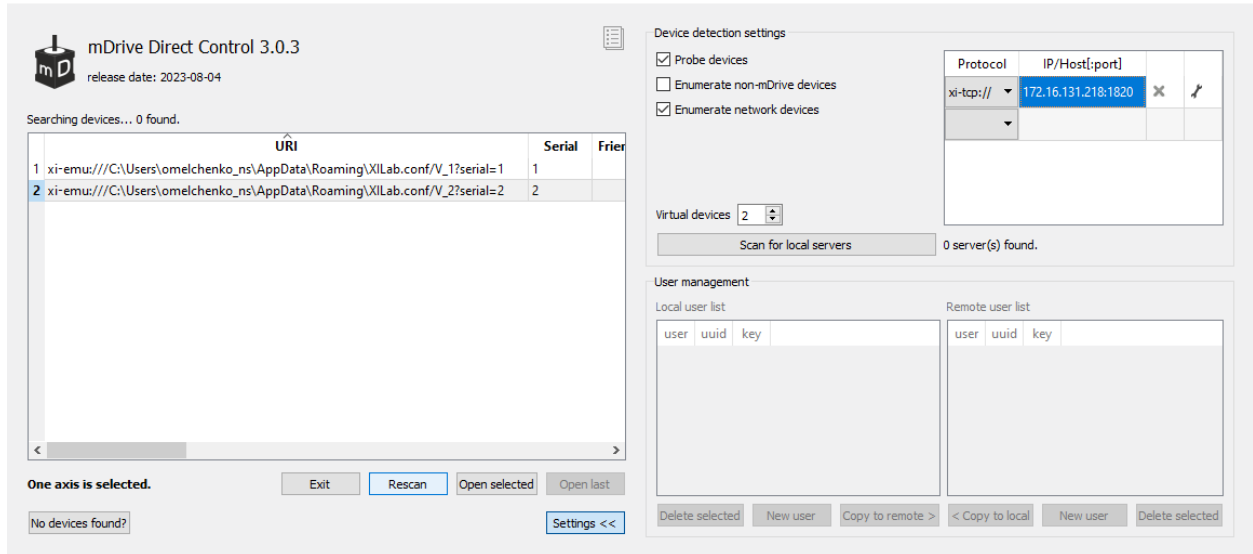 mD
mDrive Direct Control 3.0.3
release date: 2023-08-04
Searching devices... 0 found.
URI Serial Frier
1 xi-emu:///C:\Users\omelchenko_ns\AppData\Roaming\XILab.conf/V_1?serial=1 1
2 xi-emu:///C:\Users\omelchenko_ns\AppData\Roaming\XILab.conf/V_2?serial=2 2
One axis is selected.
Exit
Rescan
Open selected
Open last
No devices found?
Settings <<
Device detection settings
Probe devices
Enumerate non-mDrive devices
Enumerate network devices
Protocol IP/Host[:port]
xi-tcp:// 172.16.131.218:1820
Virtual devices 2
Scan for local servers
0 server(s) found.
User management
Local user list
user uuid key
Remote user list
user uuid key
Delete selected
New user
Copy to remote >
< Copy to local
New user
Delete selected